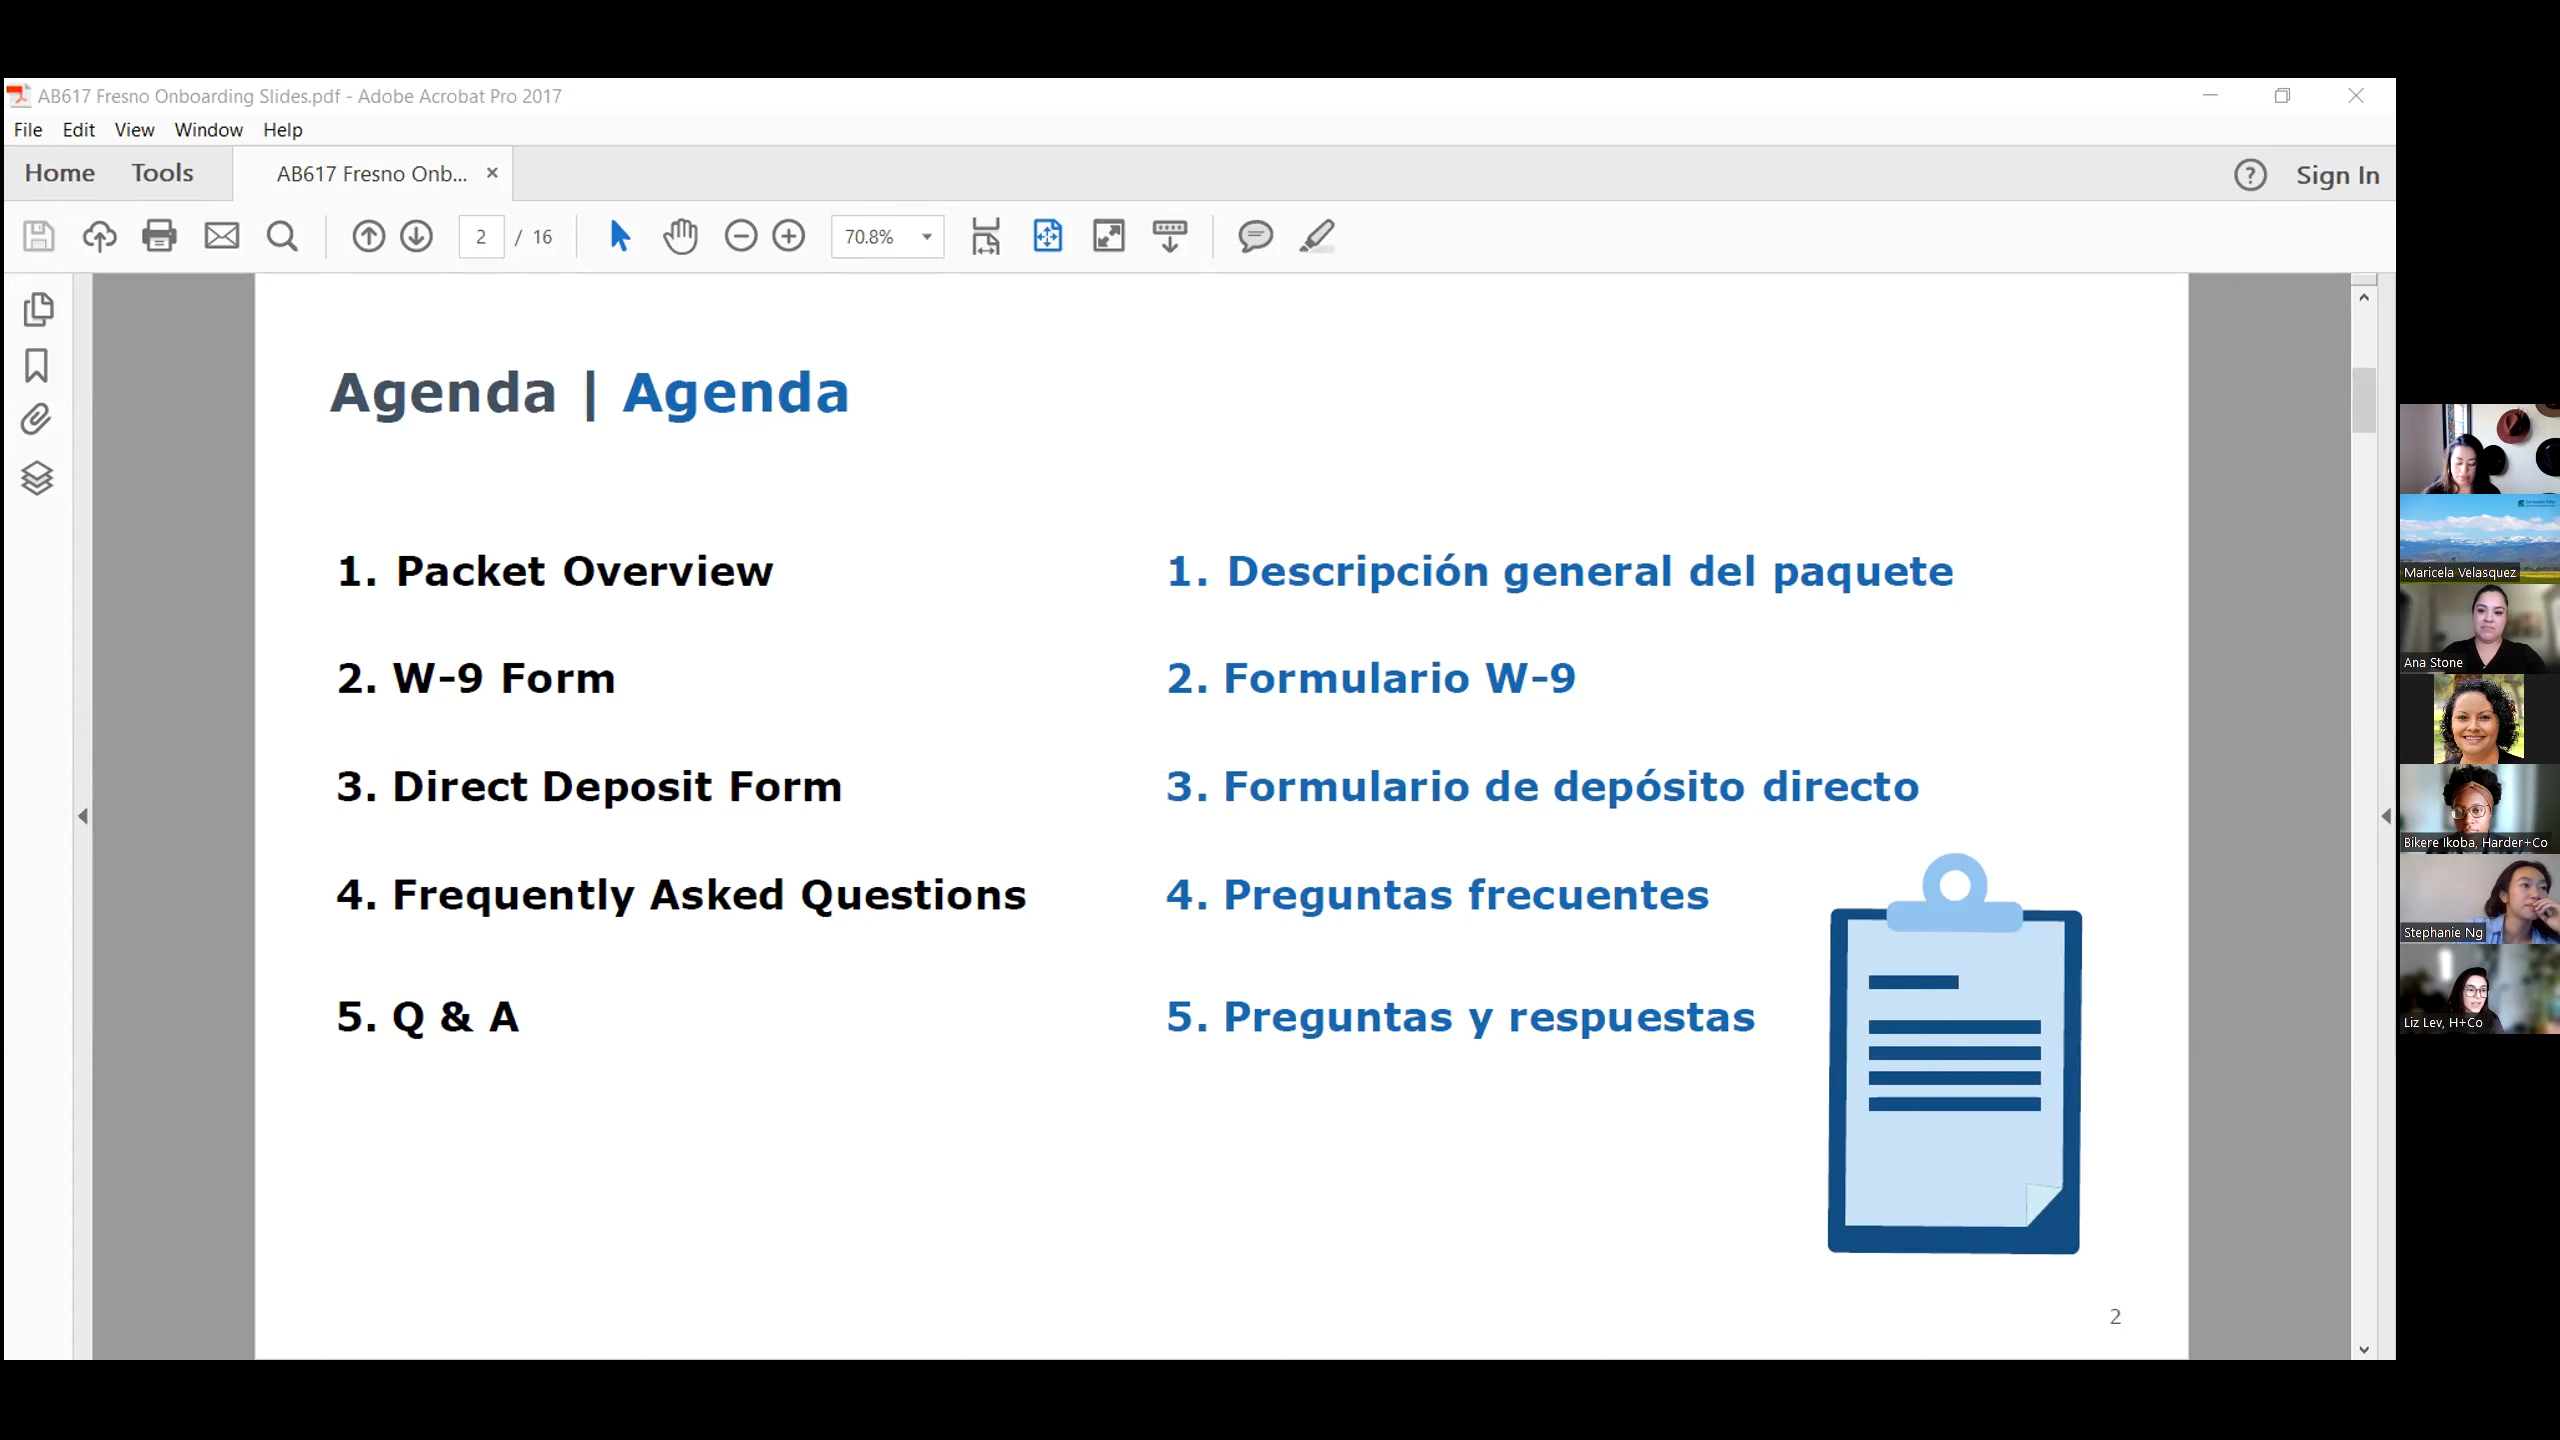 AB617 Fresno Onboarding Slides.pdf - Adobe Acrobat Pro 2017
File Edit View Window Help
Home Tools AB617 Fresno Onb... × ? Sign In
2 / 16 70.8%
Agenda | Agenda
1. Packet Overview
2. W-9 Form
3. Direct Deposit Form
4. Frequently Asked Questions
5. Q & A
1. Descripción general del paquete
2. Formulario W-9
3. Formulario de depósito directo
4. Preguntas frecuentes
5. Preguntas y respuestas
2
Maricela Velasquez
Ana Stone
Bikere Ikoba, Harder+Co
Stephanie Ng
Liz Lev, H+Co